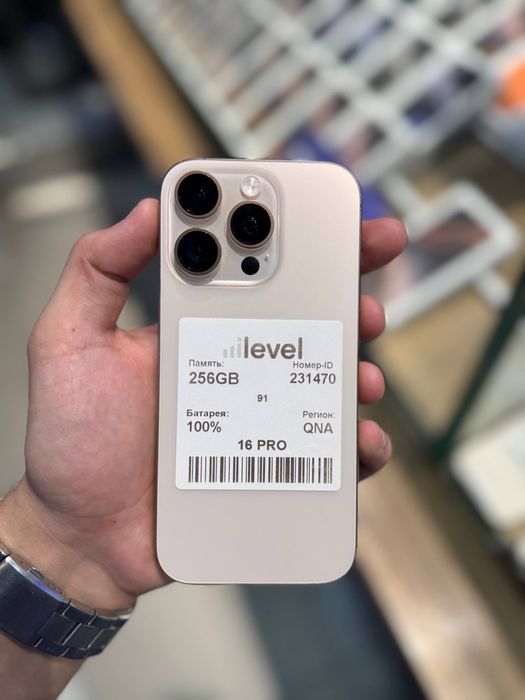 level
Память: Номер-ID
256GB 231470
91
Батарея: Регион:
100% QNA
16 PRO